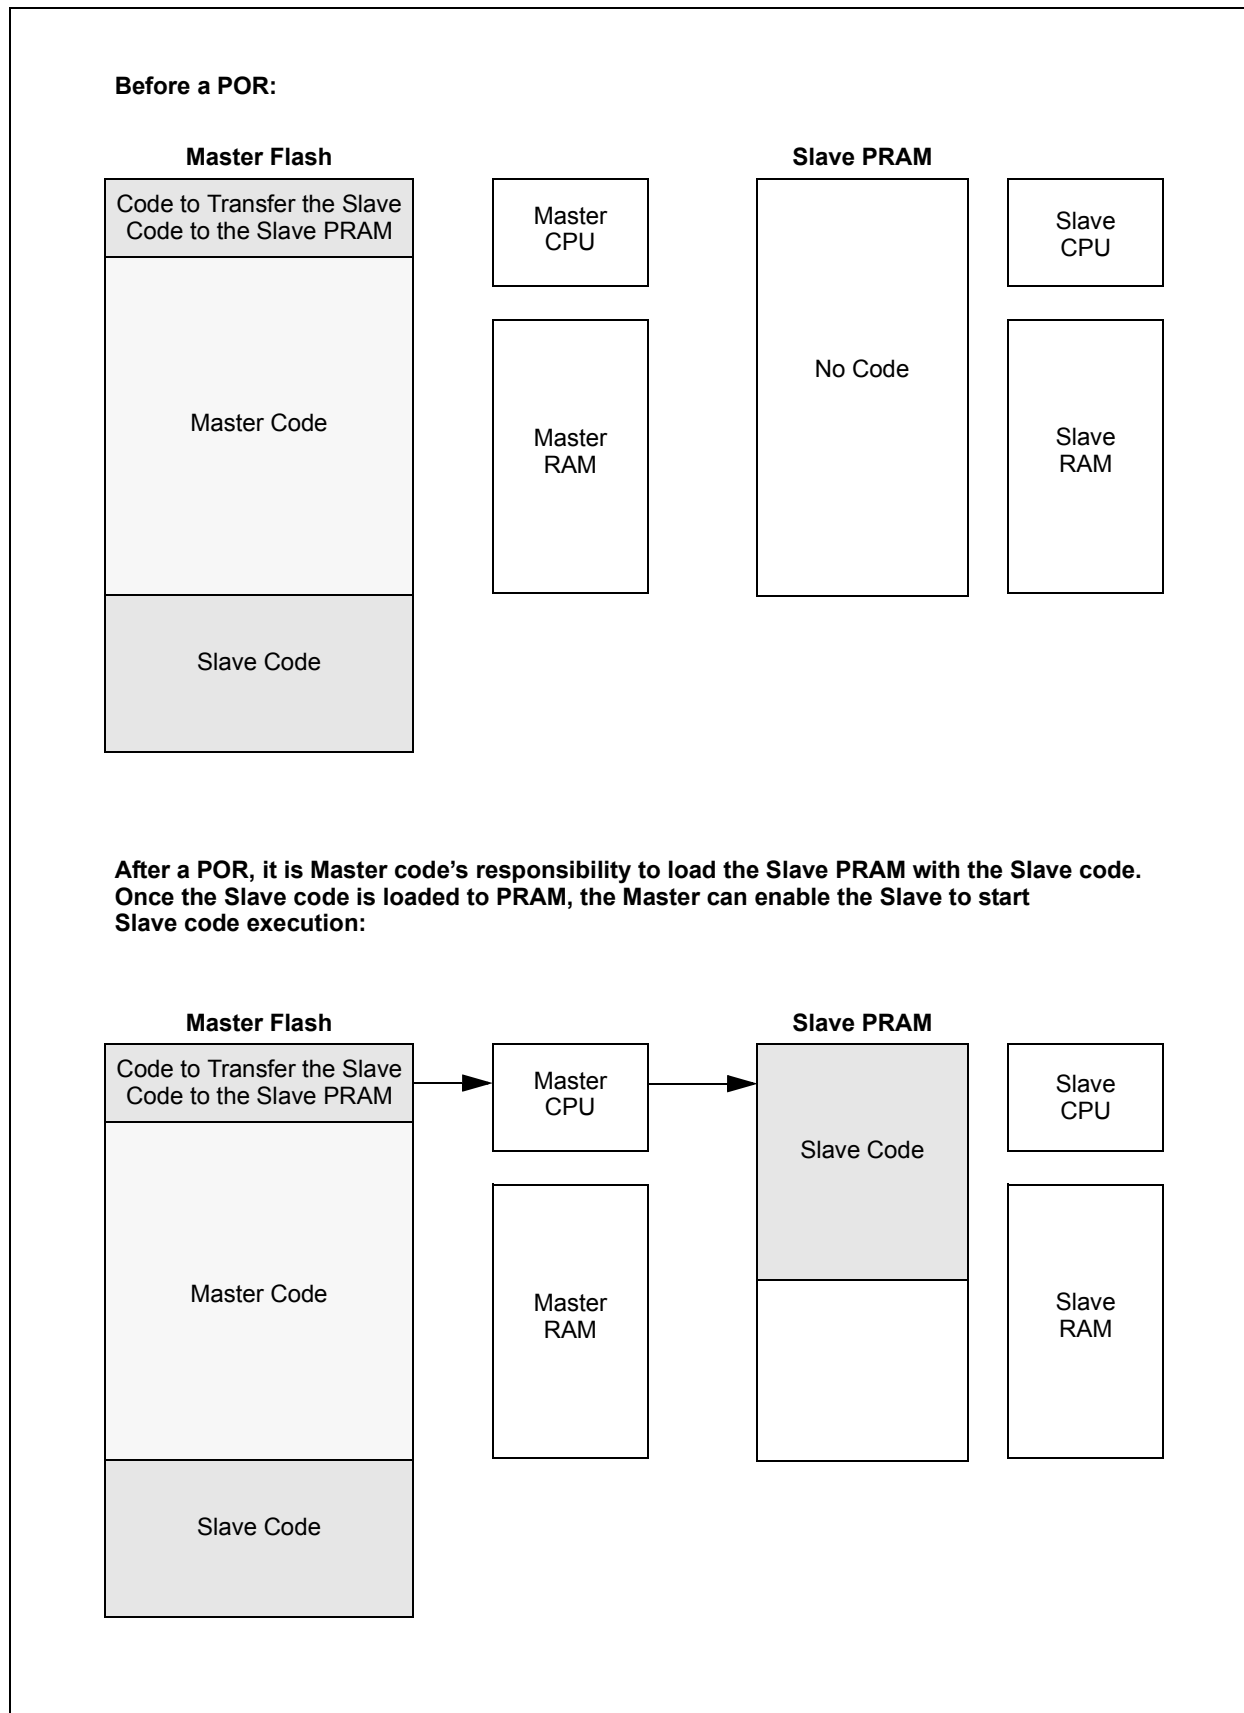 Before a POR:
Master Flash
Slave PRAM
Code to Transfer the Slave
Code to the Slave PRAM
Master
CPU
Slave
CPU
No Code
Master Code
Master
RAM
Slave
RAM
Slave Code
After a POR, it is Master code’s responsibility to load the Slave PRAM with the Slave code.
Once the Slave code is loaded to PRAM, the Master can enable the Slave to start
Slave code execution:
Master Flash
Slave PRAM
Code to Transfer the Slave
Code to the Slave PRAM
Master
CPU
Slave
CPU
Slave Code
Master Code
Master
RAM
Slave
RAM
Slave Code